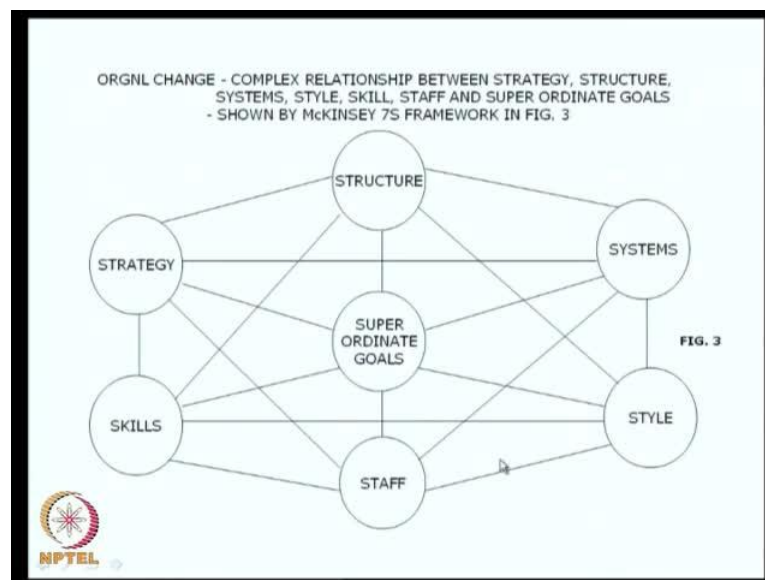 ORGNL CHANGE - COMPLEX RELATIONSHIP BETWEEN STRATEGY, STRUCTURE,
SYSTEMS, STYLE, SKILL, STAFF AND SUPER ORDINATE GOALS
- SHOWN BY McKINSEY 7S FRAMEWORK IN FIG. 3
STRUCTURE
STRATEGY
SYSTEMS
SUPER
ORDINATE
GOALS
FIG. 3
SKILLS
STYLE
STAFF
NPTEL